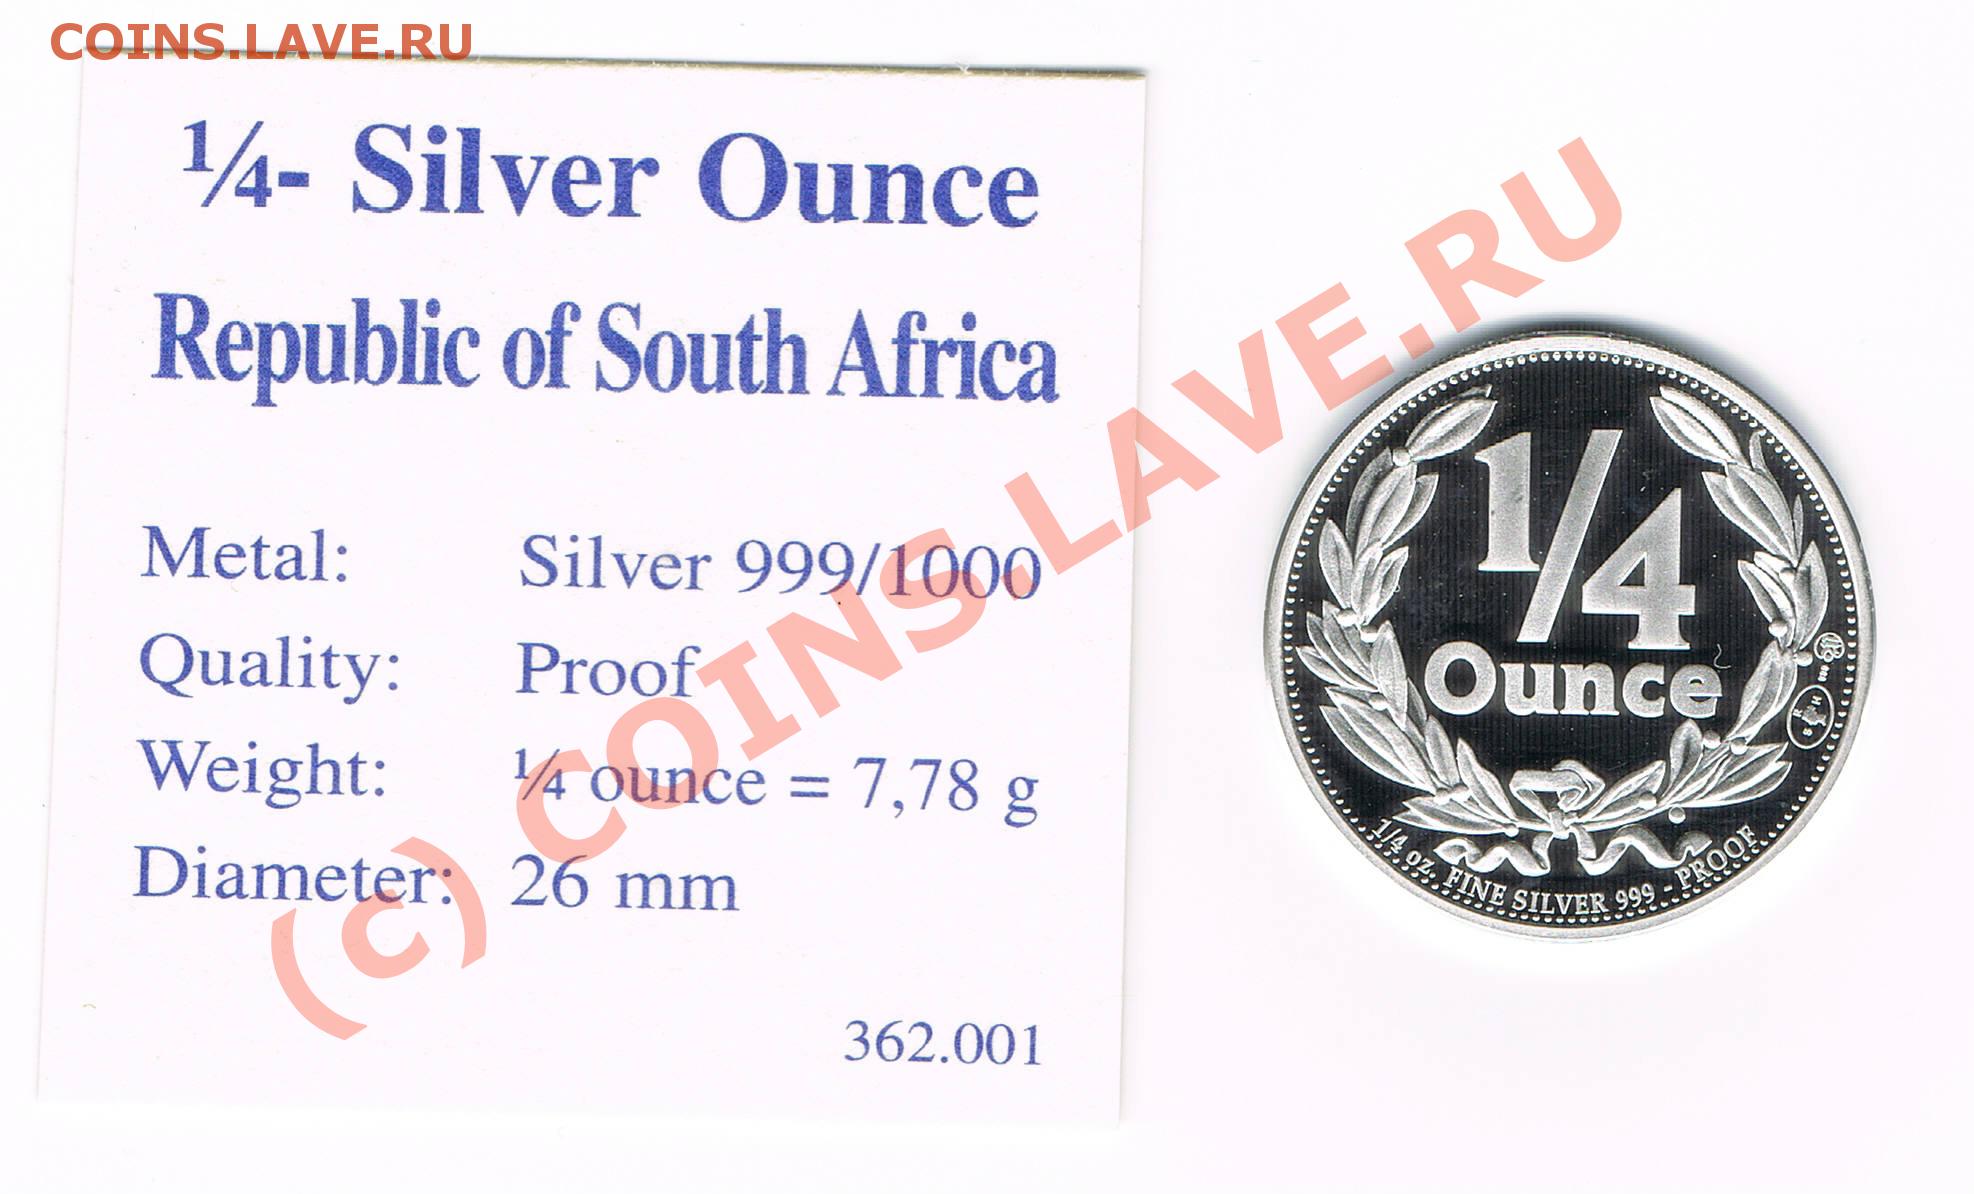 COINS.LAVE.RU
¼- Silver Ounce
Republic of South Africa
Metal: Silver 999/1000
Quality: Proof
Weight: ¼ ounce = 7,78 g
Diameter: 26 mm
362.001
1/4
Ounce
1/4 oz. FINE SILVER 999 - PROOF
(c) COINS.LAVE.RU